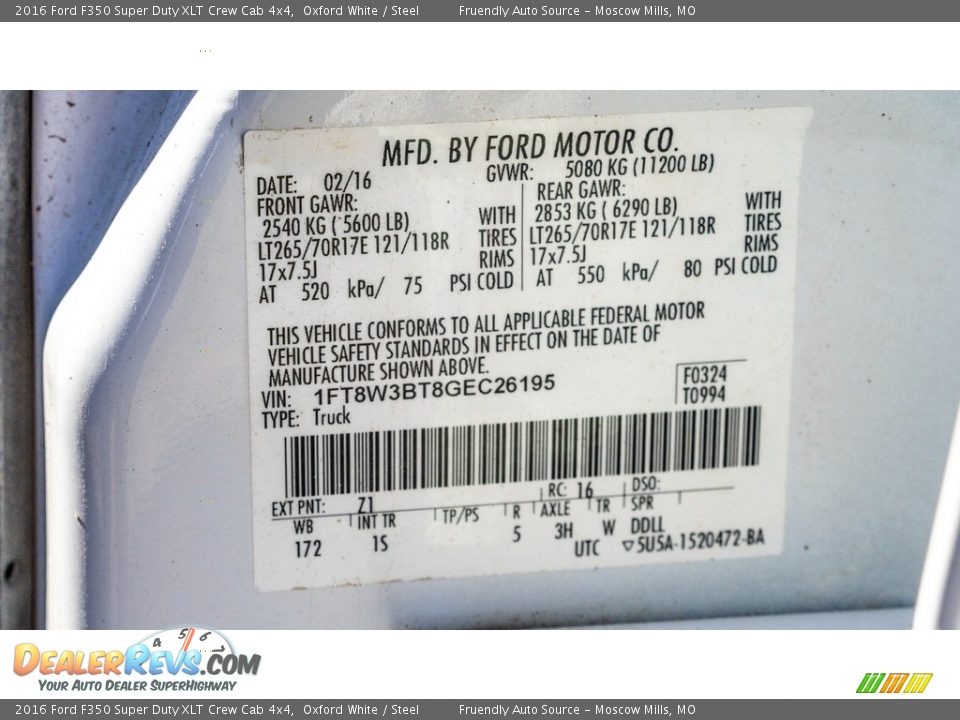 2016 Ford F350 Super Duty XLT Crew Cab 4x4, Oxford White / Steel Fruendly Auto Source - Moscow Mills, MO
MFD. BY FORD MOTOR CO.
DATE: 02/16 GVWR: 5080 KG (11200 LB)
FRONT GAWR: REAR GAWR:
2540 KG ( 5600 LB) WITH 2853 KG ( 6290 LB) WITH
LT265/70R17E 121/118R TIRES LT265/70R17E 121/118R TIRES
17x7.5J RIMS 17x7.5J RIMS
AT 520 kPa/ 75 PSI COLD AT 550 kPa/ 80 PSI COLD
THIS VEHICLE CONFORMS TO ALL APPLICABLE FEDERAL MOTOR
VEHICLE SAFETY STANDARDS IN EFFECT ON THE DATE OF
MANUFACTURE SHOWN ABOVE.
VIN: 1FT8W3BT8GEC26195 F0324
TYPE: Truck T0994
EXT PNT: Z1 RC: 16 DSO:
WB INT TR TP/PS R AXLE TR SPR
172 1S 5 3H W DDLL
UTC ▽5U5A-1520472-BA
4 5 6 7
DEALERREVS.COM
YOUR AUTO DEALER SUPERHIGHWAY
2016 Ford F350 Super Duty XLT Crew Cab 4x4, Oxford White / Steel Fruendly Auto Source - Moscow Mills, MO